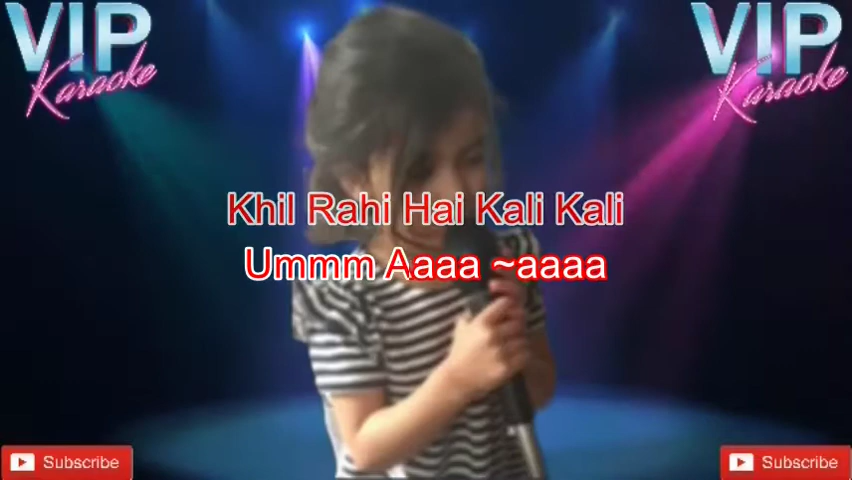 VIP
Karaoke
VIP
Karaoke
Khil Rahi Hai Kali Kali
Ummm Aaaa ~aaaa
Subscribe
Subscribe